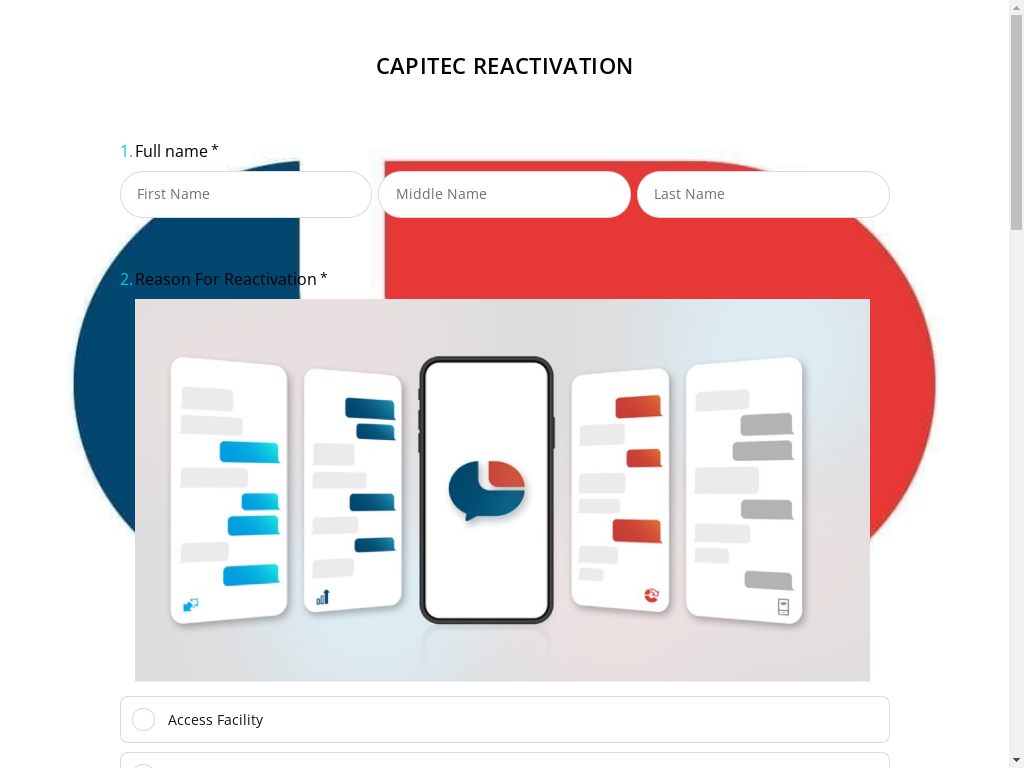 CAPITEC REACTIVATION
1. Full name *
First Name Middle Name Last Name
2. Reason For Reactivation *
Access Facility